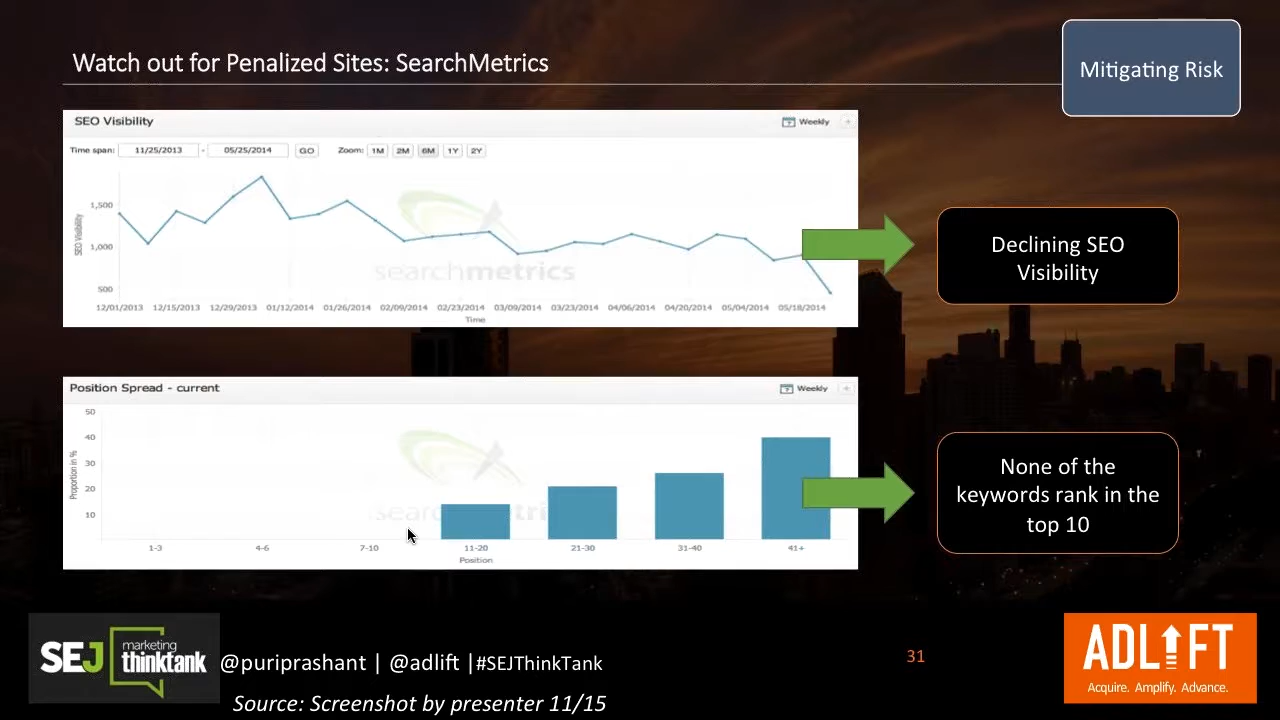 Watch out for Penalized Sites: SearchMetrics
Mitigating Risk
SEO Visibility
Weekly
Time span: 11/25/2013 - 05/25/2014 GO Zoom: 1M 2M 6M 1Y 2Y
1,500
1,000
500
SEO Visibility
searchmetrics
12/01/2013 12/15/2013 12/29/2013 01/12/2014 01/26/2014 02/09/2014 02/23/2014 03/09/2014 03/23/2014 04/06/2014 04/20/2014 05/04/2014 05/18/2014
Time
Declining SEO
Visibility
Position Spread - current
Weekly
50
40
30
20
10
Proportion in %
1-3 4-6 7-10 11-20 21-30 31-40 41+
Position
None of the
keywords rank in the
top 10
SEJ marketing
thinktank
@puriprashant | @adlift |#SEJThinkTank
Source: Screenshot by presenter 11/15
31
ADLIFT
Acquire. Amplify. Advance.